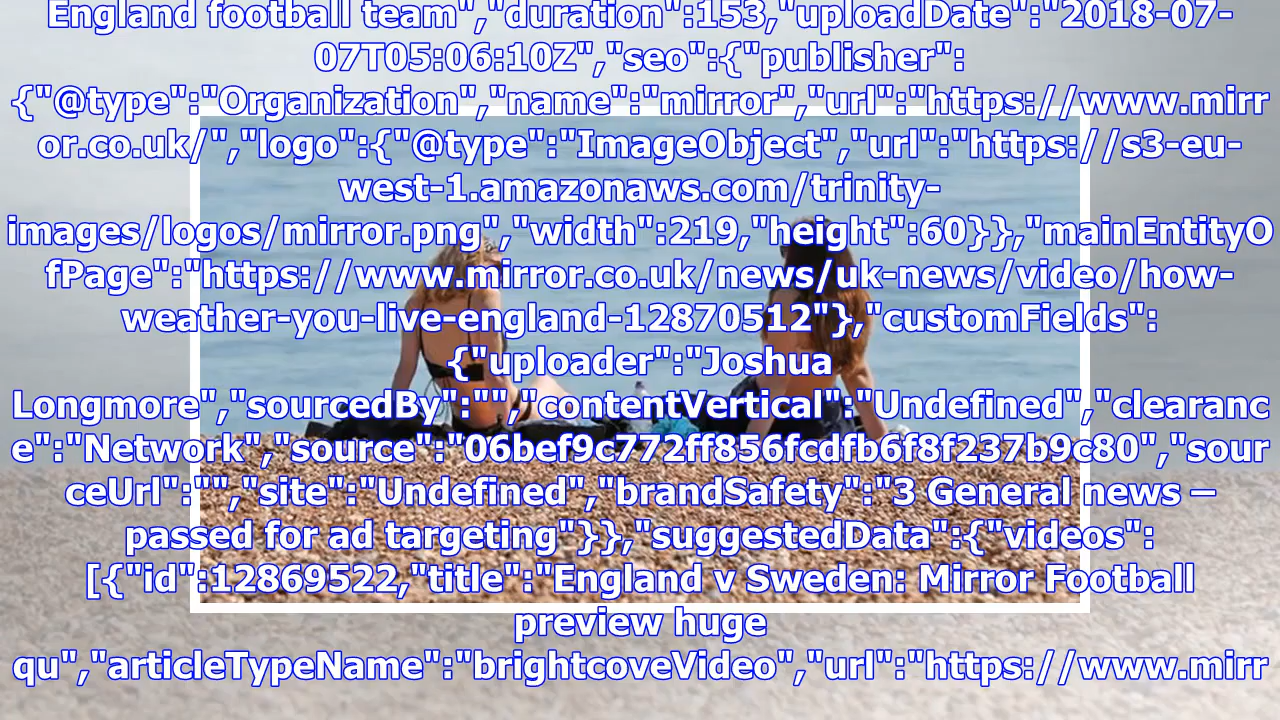 England football team","duration":153,"uploadDate":"2018-07-
07T05:06:10Z","seo":{"publisher":
{"@type":"Organization","name":"mirror","url":"https://www.mirr
or.co.uk/","logo":{"@type":"ImageObject","url":"https://s3-eu-
west-1.amazonaws.com/trinity-
images/logos/mirror.png","width":219,"height":60}},"mainEntityO
fPage":"https://www.mirror.co.uk/news/uk-news/video/how-
weather-you-live-england-12870512"},"customFields":
{"uploader":"Joshua
Longmore","sourcedBy":"","contentVertical":"Undefined","clearanc
e":"Network","source":"06bef9c772ff856fcdfb6f8f237b9c80","sour
ceUrl":"","site":"Undefined","brandSafety":"3 General news –
passed for ad targeting"}},"suggestedData":{"videos":
[{"id":12869522,"title":"England v Sweden: Mirror Football
preview huge
qu","articleTypeName":"brightcoveVideo","url":"https://www.mirr